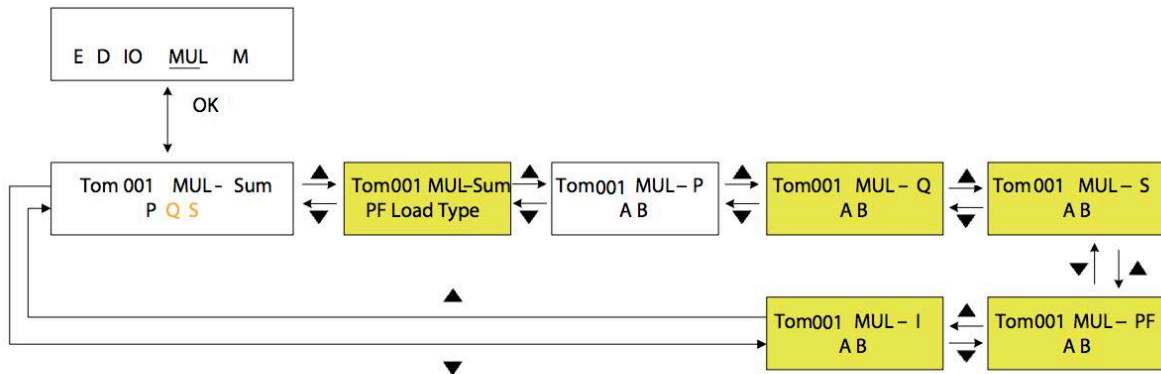 E D IO MUL M
OK
Tom 001 MUL- Sum
P Q S
Tom001 MUL-Sum
PF Load Type
Tom001 MUL- P
A B
Tom001 MUL- Q
A B
Tom001 MUL- S
A B
Tom001 MUL- I
A B
Tom001 MUL- PF
A B